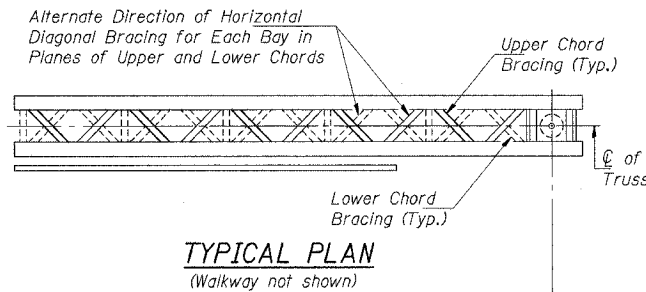 Alternate Direction of Horizontal
Diagonal Bracing for Each Bay in
Planes of Upper and Lower Chords
Upper Chord
Bracing (Typ.)
℄ of
Truss
Lower Chord
Bracing (Typ.)
TYPICAL PLAN
(Walkway not shown)